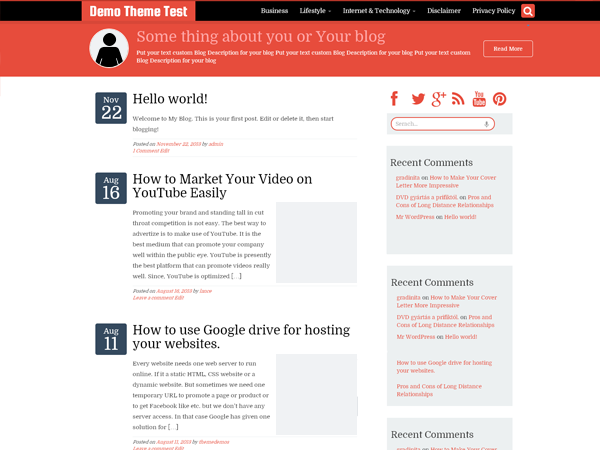 Demo Theme Test
Business
Lifestyle
Internet & Technology
Disclaimer
Privacy Policy
Some thing about you or Your blog
Put your text custom Blog Description for your blog Put your text custom Blog Description for your blog Put your text custom
Blog Description for your blog
Read More
Nov
22
Hello world!
Welcome to My Blog. This is your first post. Edit or delete it, then start
blogging!
Posted on November 22, 2013 by admin
1 Comment Edit
Aug
16
How to Market Your Video on
YouTube Easily
Promoting your brand and standing tall in cut
throat competition is not easy. The best way to
advertize is to make use of YouTube. It is the
best medium that can promote your company
well within the public eye. YouTube is presently
the best platform that can promote videos really
well. Since, YouTube is optimized […]
Posted on August 16, 2013 by
Leave a comment Edit
Aug
11
How to use Google drive for hosting
your websites.
Every website needs one web server to run
online. If it a static HTML, CSS website or a
dynamic website. But sometimes we need one
temporary URL to promote a page or product or
to get Facebook like etc. but we don't have any
server access. In that case Google has given one
solution for […]
Posted on August 11, 2013 by themedemos
Leave a comment Edit
You
Tube
Search...
Recent Comments
gradinita on How to Make Your Cover
Letter More Impressive
DVD gyártás a profiktól. on Pros and
Cons of Long Distance Relationships
Mr WordPress on Hello world!
Recent Comments
gradinita on How to Make Your Cover
Letter More Impressive
DVD gyártás a profiktól. on Pros and
Cons of Long Distance Relationships
Mr WordPress on Hello world!
How to use Google drive for hosting
your websites.
Pros and Cons of Long Distance
Relationships
Recent Comments
gradinita on How to Make Your Cover